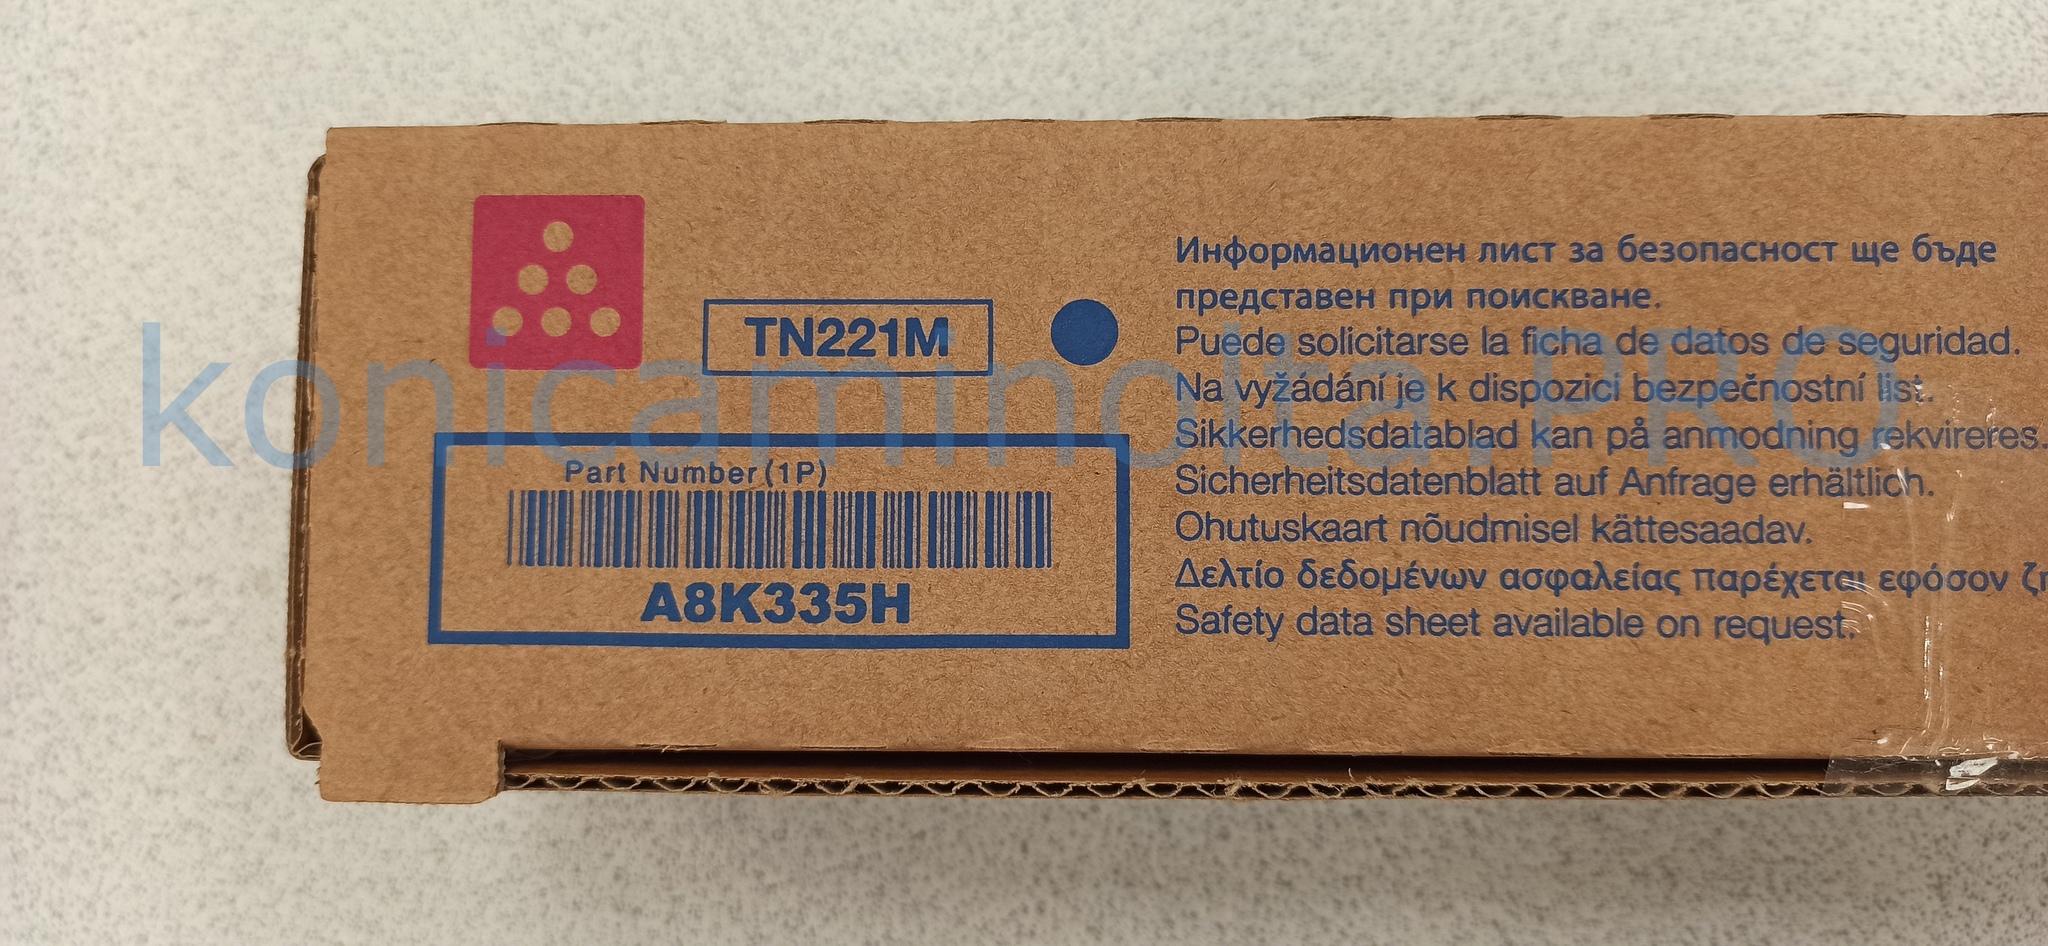 TN221M
Part Number(1P)
A8K335H
Информационен лист за безопасност ще бъде
представен при поискване.
Puede solicitarse la ficha de datos de seguridad.
Na vyžádání je k dispozici bezpečnostní list.
Sikkerhedsdatablad kan på anmodning rekvireres.
Sicherheitsdatenblatt auf Anfrage erhältlich.
Ohutuskaart nõudmisel kättesaadav.
Δελτίο δεδομένων ασφαλείας παρέχεται εφόσον
Safety data sheet available on request.
konicaminolta.PRO